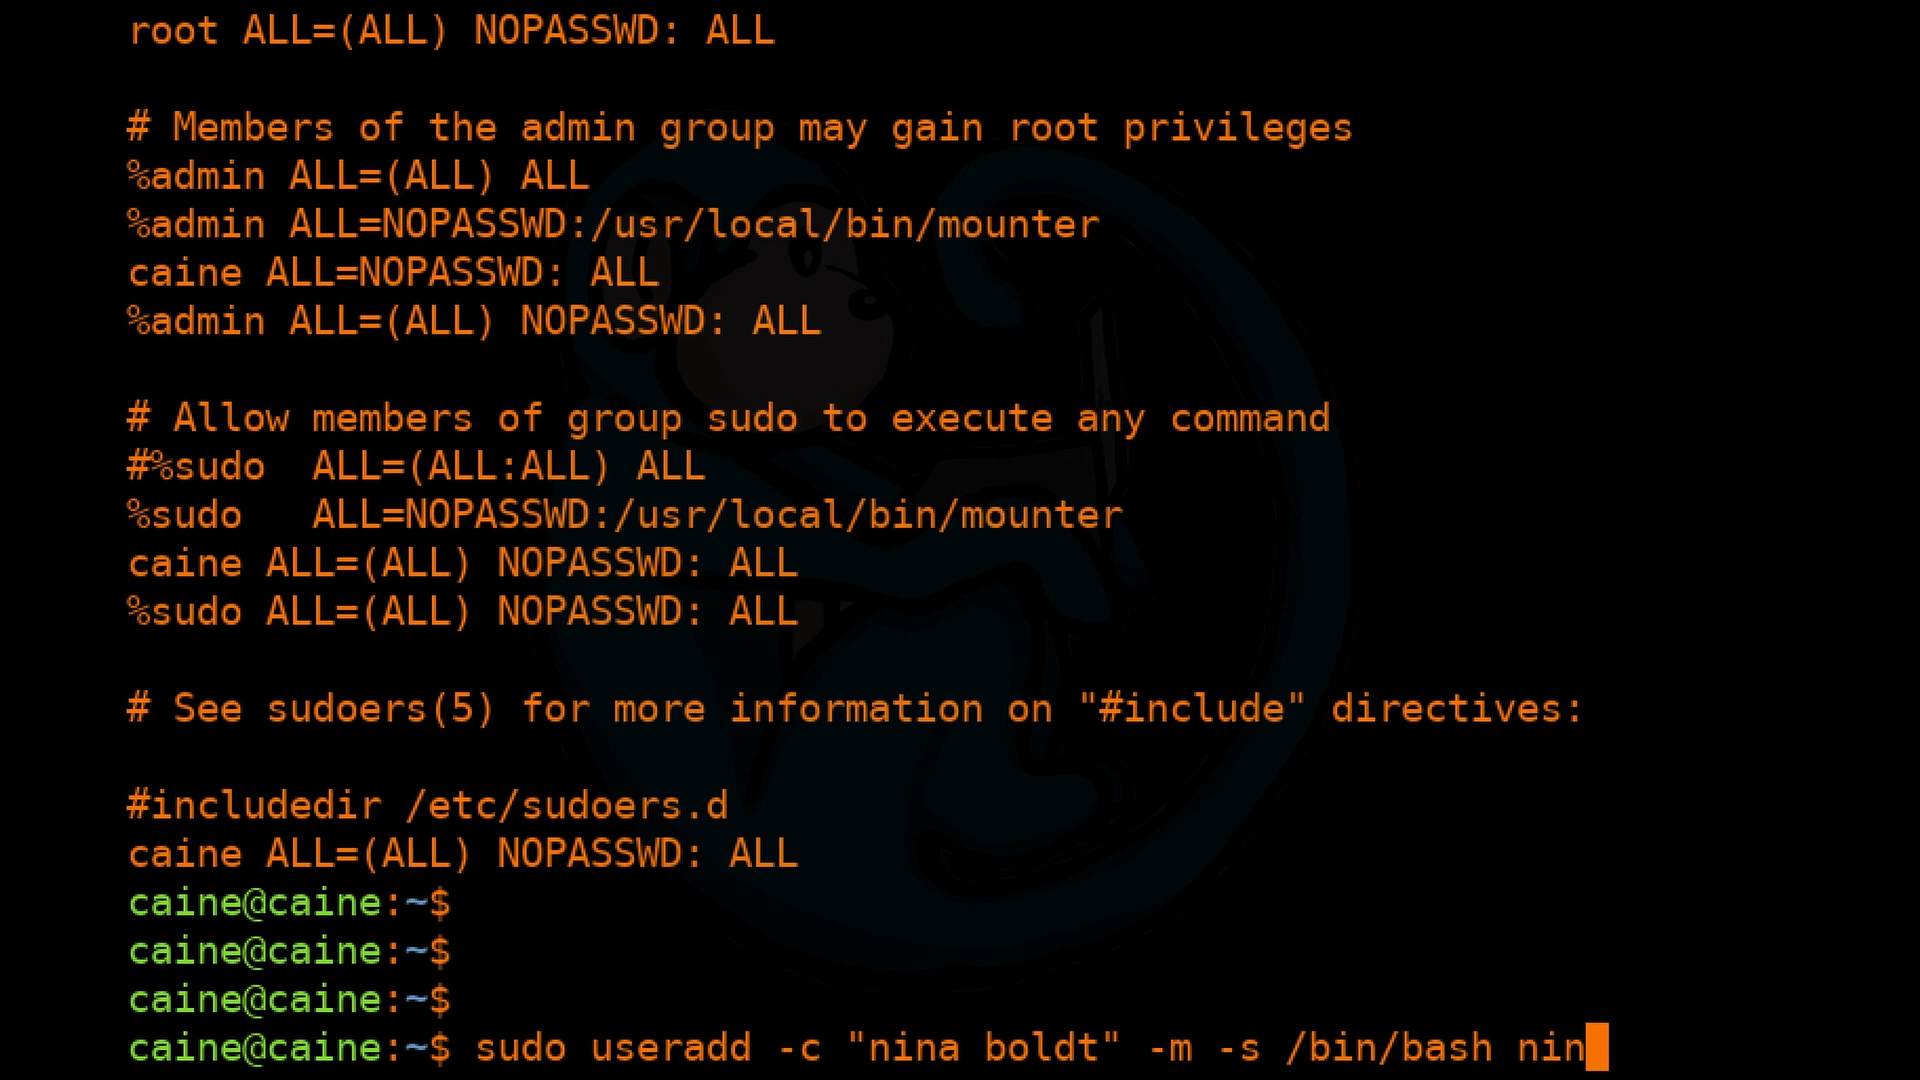 root ALL=(ALL) NOPASSWD: ALL
# Members of the admin group may gain root privileges
%admin ALL=(ALL) ALL
%admin ALL=NOPASSWD:/usr/local/bin/mounter
caine ALL=NOPASSWD: ALL
%admin ALL=(ALL) NOPASSWD: ALL
# Allow members of group sudo to execute any command
#%sudo  ALL=(ALL:ALL) ALL
%sudo   ALL=NOPASSWD:/usr/local/bin/mounter
caine ALL=(ALL) NOPASSWD: ALL
%sudo ALL=(ALL) NOPASSWD: ALL
# See sudoers(5) for more information on "#include" directives:
#includedir /etc/sudoers.d
caine ALL=(ALL) NOPASSWD: ALL
caine@caine:~$
caine@caine:~$
caine@caine:~$
caine@caine:~$ sudo useradd -c "nina boldt" -m -s /bin/bash nin